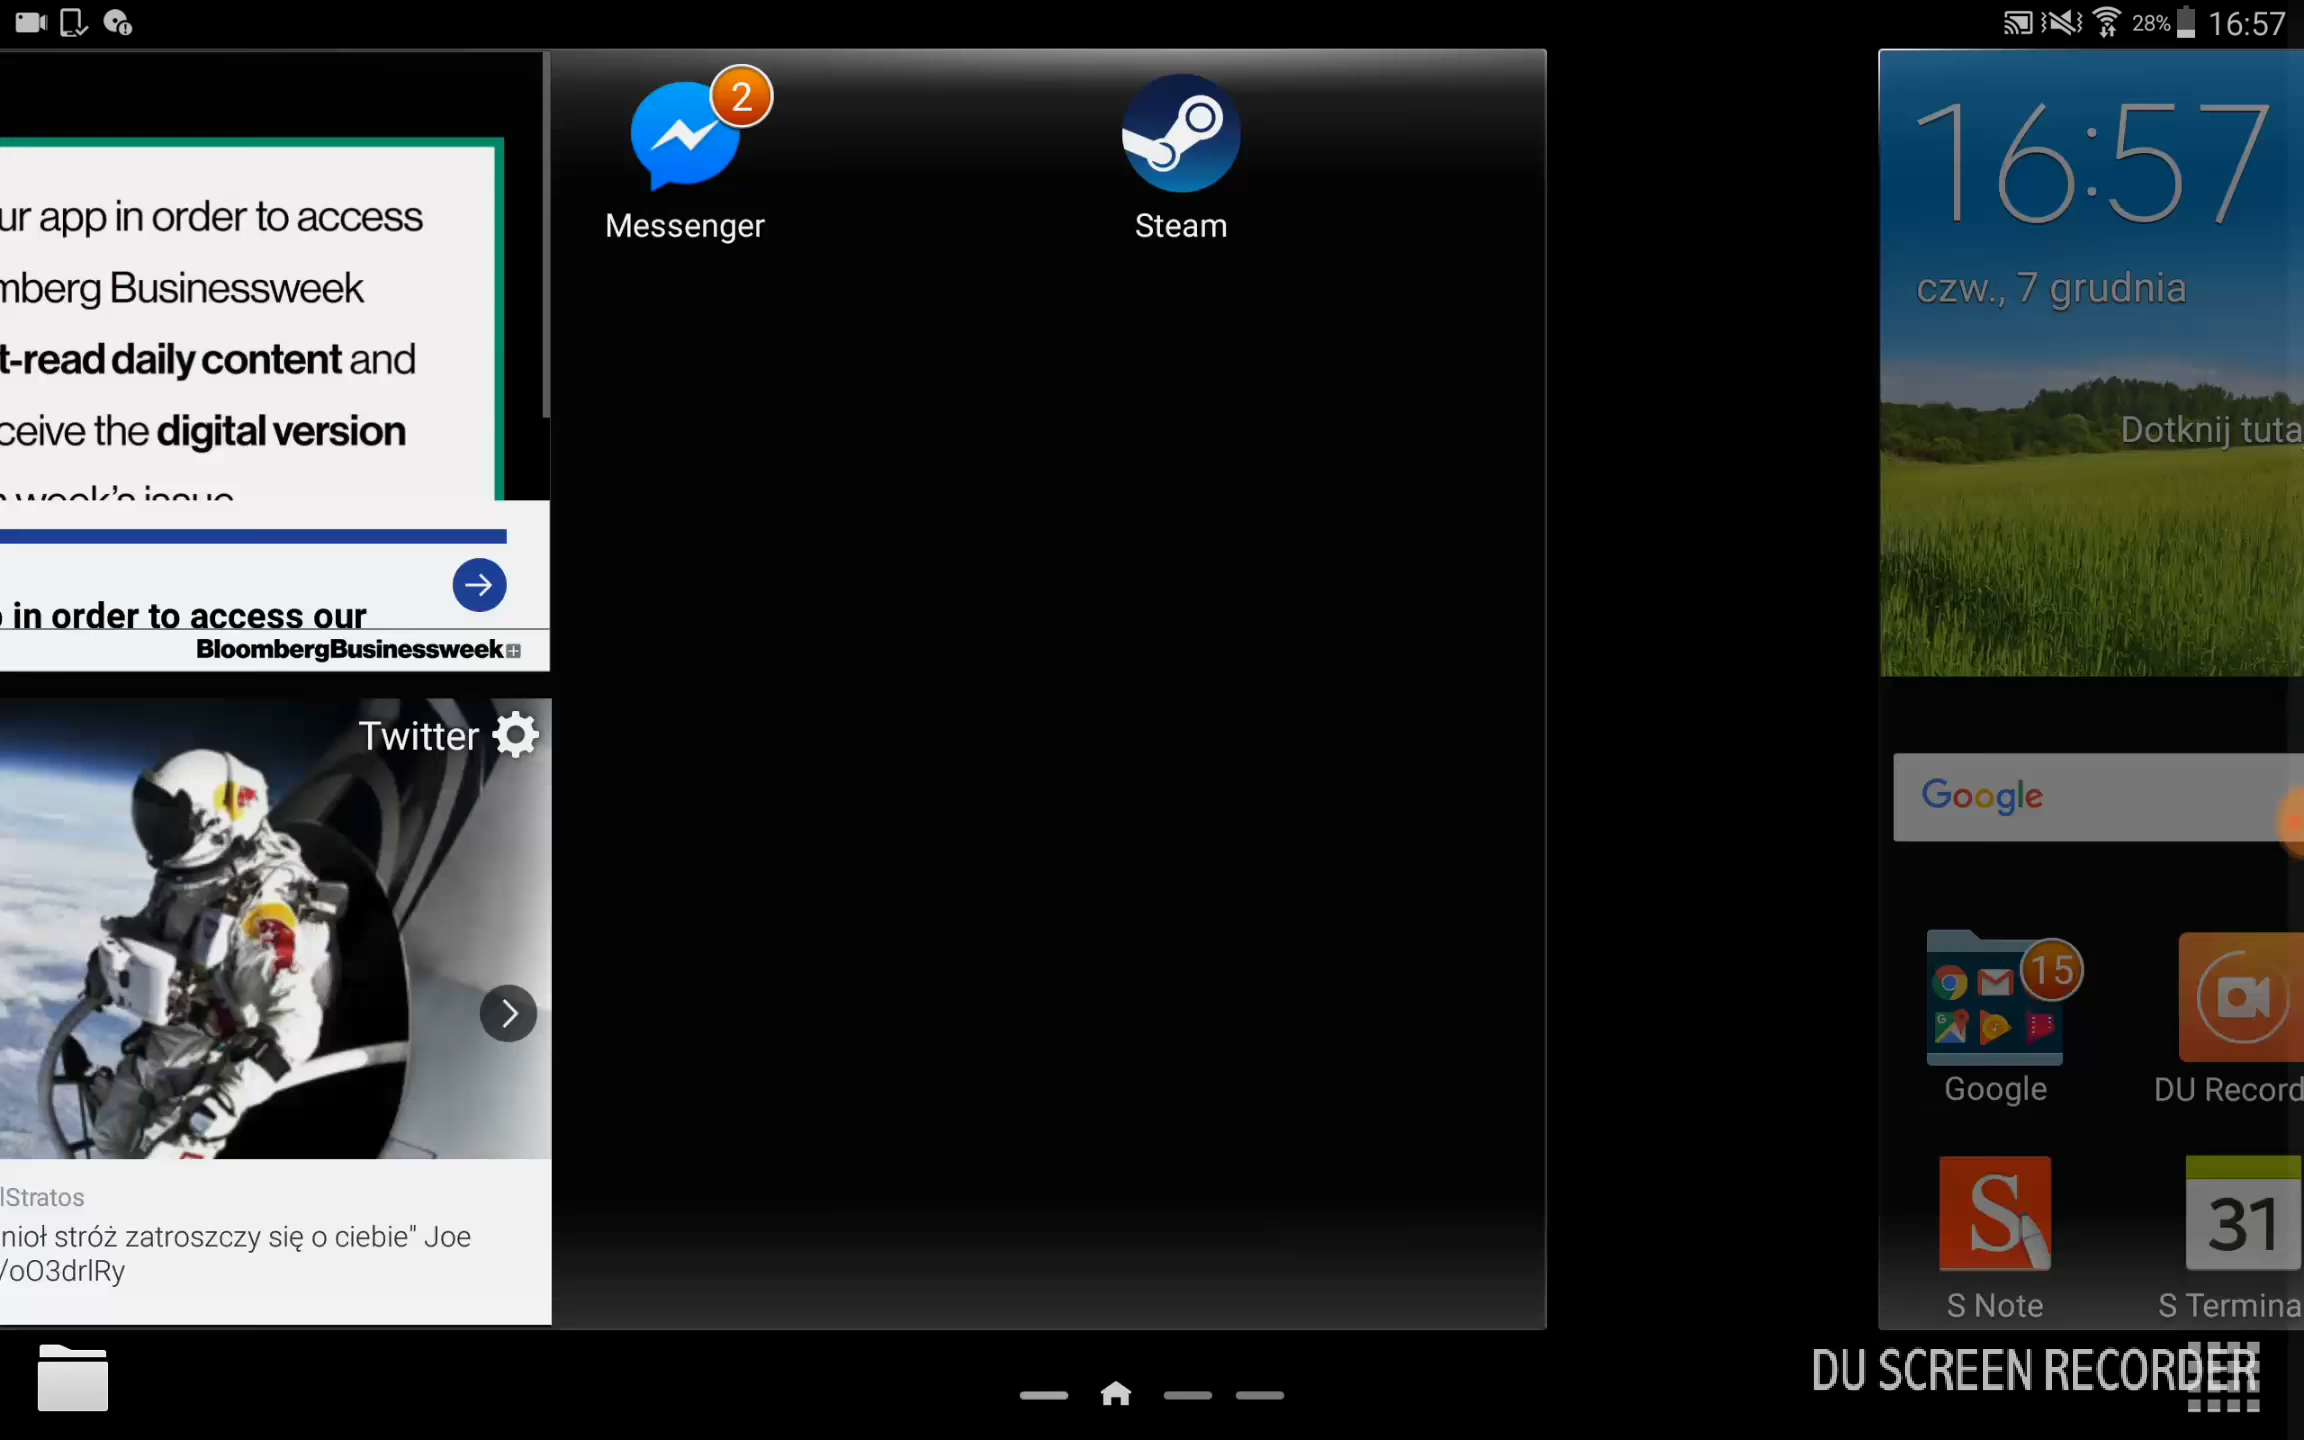 28% 16:57
ur app in order to access
mberg Businessweek
t-read daily content and
ceive the digital version
week's issue
in order to access our
BloombergBusinessweek+
2
Messenger
Steam
Twitter
lStratos
nioł stróż zatroszczy się o ciebie" Joe
/oO3drlRy
16:57
czw., 7 grudnia
Dotknij tuta
Google
15
Google
DU Record
S
31
S Note
S Termina
DU SCREEN RECORDER